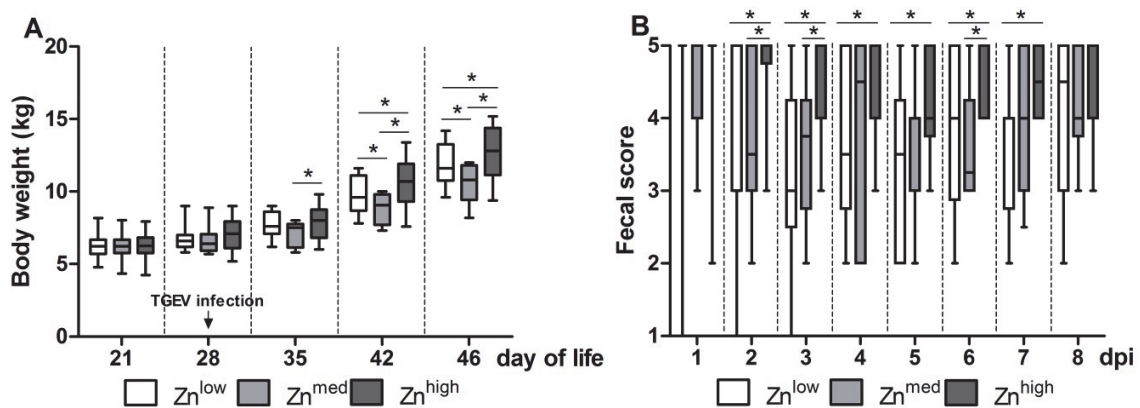 A
Body weight (kg)
20
15
10
5
0
* * * * * * *
TGEV infection
21 28 35 42 46 day of life
Zn^low Zn^med Zn^high
B
Fecal score
5
4
3
2
1
* * * * * *
* * *
1 2 3 4 5 6 7 8 dpi
Zn^low Zn^med Zn^high